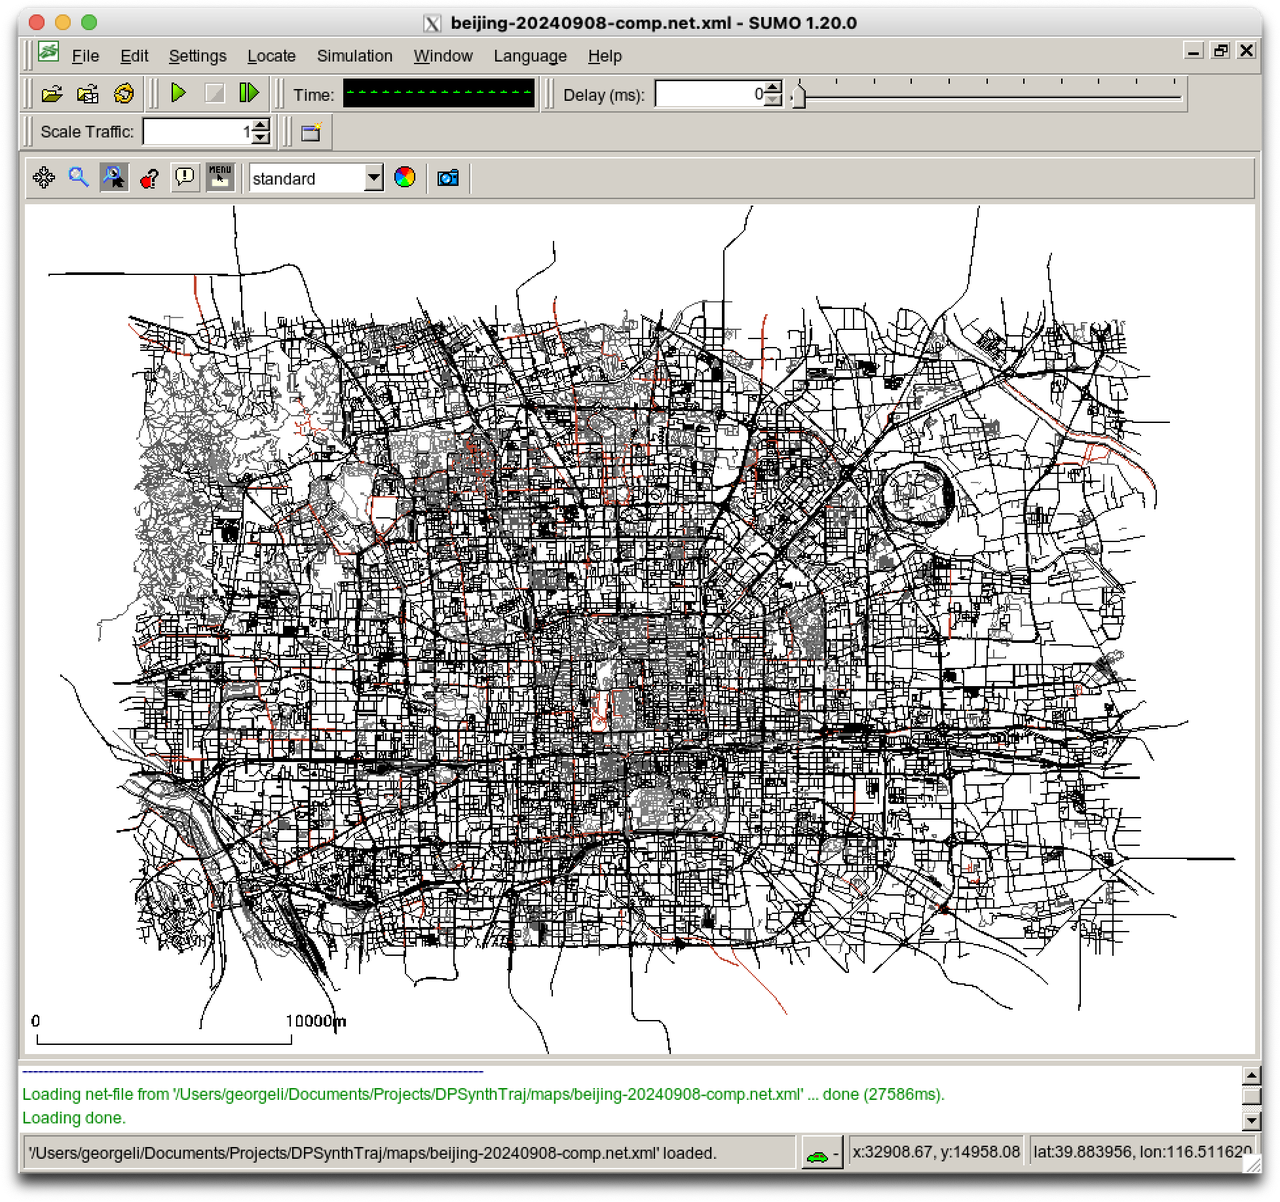 beijing-20240908-comp.net.xml - SUMO 1.20.0
File Edit Settings Locate Simulation Window Language Help
Time: Delay (ms): 0
Scale Traffic: 1
MENU standard
0 10000m
Loading net-file from '/Users/georgeli/Documents/Projects/DPSynthTraj/maps/beijing-20240908-comp.net.xml' ... done (27586ms).
Loading done.
'/Users/georgeli/Documents/Projects/DPSynthTraj/maps/beijing-20240908-comp.net.xml' loaded. - x:32908.67, y:14958.08 lat:39.883956, lon:116.511620